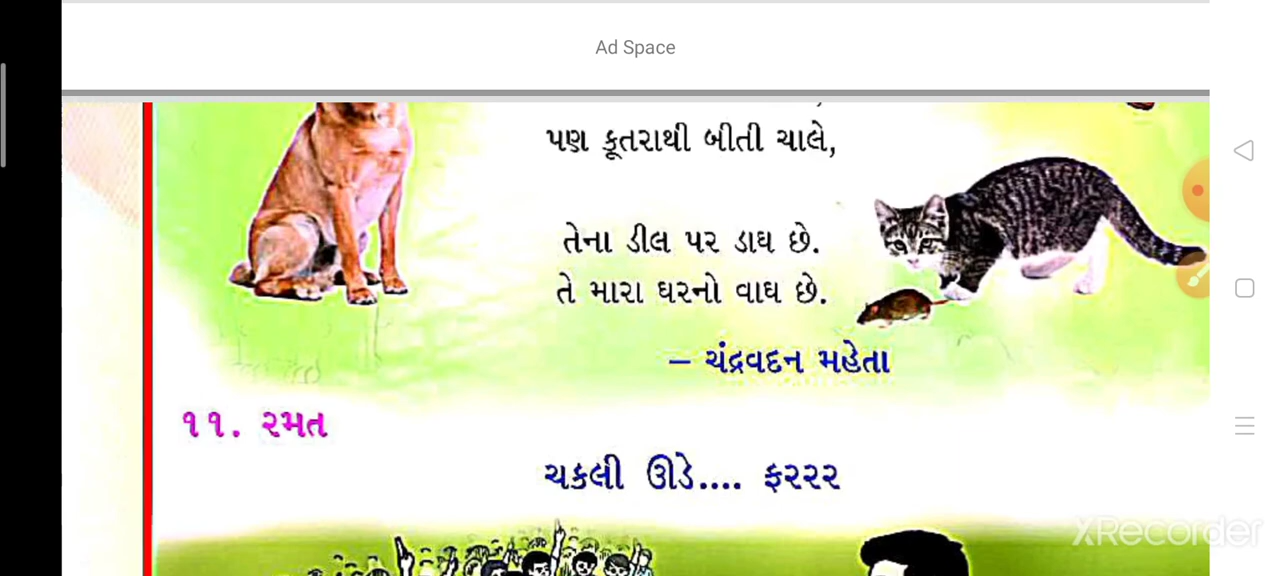 Ad Space
પણ કૂતરાથી બીતી ચાલે,
તેના ડીલ પર ડાઘ છે.
તે મારા ઘરનો વાઘ છે.
– ચંદ્રવદન મહેતા
૧૧. રમત
ચકલી ઊડે.... ફરરર
XRecorder